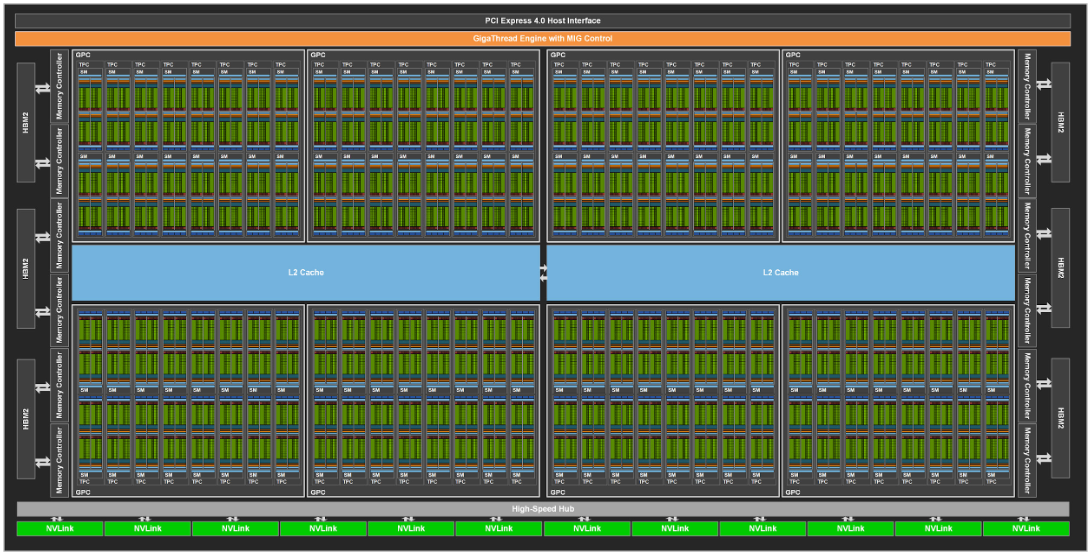 PCI Express 4.0 Host Interface
GigaThread Engine with MIG Control
GPC GPC GPC GPC
TPC TPC TPC TPC TPC TPC TPC TPC TPC TPC TPC TPC TPC TPC TPC TPC TPC TPC TPC TPC TPC TPC TPC TPC TPC TPC TPC TPC TPC TPC TPC TPC
SM SM SM SM SM SM SM SM SM SM SM SM SM SM SM SM SM SM SM SM SM SM SM SM SM SM SM SM SM SM SM SM
SM SM SM SM SM SM SM SM SM SM SM SM SM SM SM SM SM SM SM SM SM SM SM SM SM SM SM SM SM SM SM SM
HBM2
HBM2
HBM2
Memory Controller
Memory Controller
Memory Controller
Memory Controller
Memory Controller
Memory Controller
L2 Cache
L2 Cache
Memory Controller
Memory Controller
Memory Controller
Memory Controller
Memory Controller
Memory Controller
HBM2
HBM2
HBM2
SM SM SM SM SM SM SM SM SM SM SM SM SM SM SM SM SM SM SM SM SM SM SM SM SM SM SM SM SM SM SM SM
SM SM SM SM SM SM SM SM SM SM SM SM SM SM SM SM SM SM SM SM SM SM SM SM SM SM SM SM SM SM SM SM
TPC TPC TPC TPC TPC TPC TPC TPC TPC TPC TPC TPC TPC TPC TPC TPC TPC TPC TPC TPC TPC TPC TPC TPC TPC TPC TPC TPC TPC TPC TPC TPC
GPC GPC GPC GPC
High-Speed Hub
NVLink NVLink NVLink NVLink NVLink NVLink NVLink NVLink NVLink NVLink NVLink NVLink